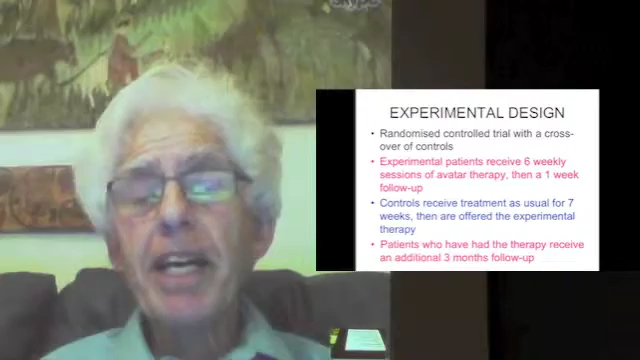 EXPERIMENTAL DESIGN
• Randomised controlled trial with a cross-
over of controls
• Experimental patients receive 6 weekly
sessions of avatar therapy, then a 1 week
follow-up
• Controls receive treatment as usual for 7
weeks, then are offered the experimental
therapy
• Patients who have had the therapy receive
an additional 3 months follow-up